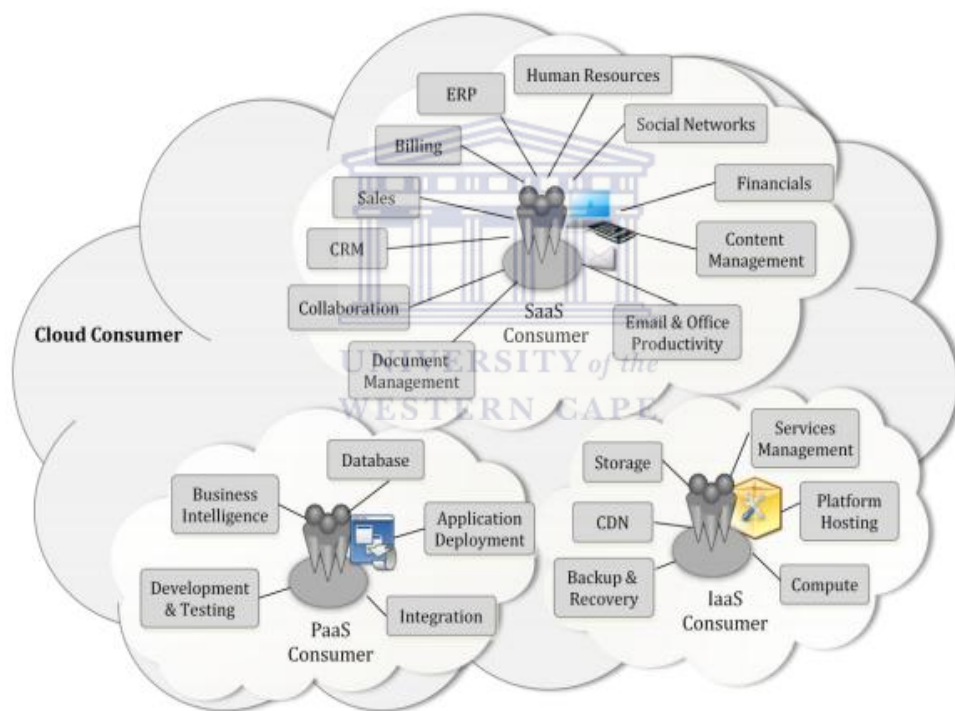 Human Resources
ERP
Social Networks
Billing
Financials
Sales
CRM
Content
Management
Collaboration
SaaS
Consumer
Email & Office
Productivity
Cloud Consumer
Document
Management
UNIVERSITY of the
WESTERN CAPE
Database
Business
Intelligence
Application
Deployment
Development
& Testing
Integration
PaaS
Consumer
Services
Management
Storage
Platform
Hosting
CDN
Backup &
Recovery
Compute
IaaS
Consumer